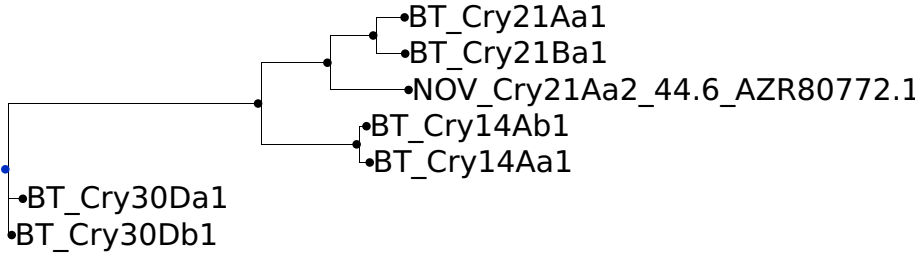 BT_Cry21Aa1
BT_Cry21Ba1
NOV_Cry21Aa2_44.6_AZR80772.1
BT_Cry14Ab1
BT_Cry14Aa1
BT_Cry30Da1
BT_Cry30Db1